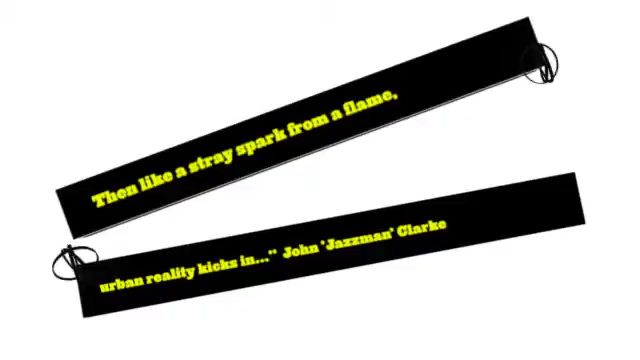 Then like a stray spark from a flame,
urban reality kicks in..." John 'Jazzman' Clarke